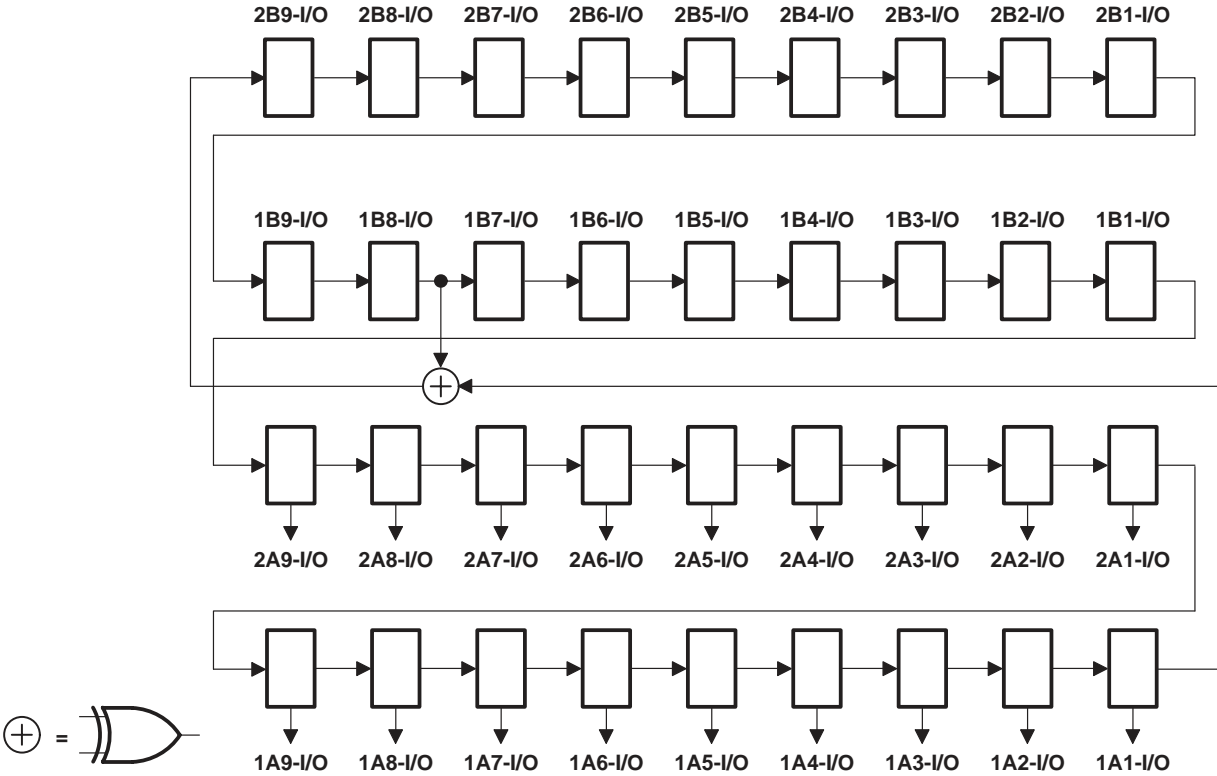 2B9-I/O 2B8-I/O 2B7-I/O 2B6-I/O 2B5-I/O 2B4-I/O 2B3-I/O 2B2-I/O 2B1-I/O
1B9-I/O 1B8-I/O 1B7-I/O 1B6-I/O 1B5-I/O 1B4-I/O 1B3-I/O 1B2-I/O 1B1-I/O
2A9-I/O 2A8-I/O 2A7-I/O 2A6-I/O 2A5-I/O 2A4-I/O 2A3-I/O 2A2-I/O 2A1-I/O
=
1A9-I/O 1A8-I/O 1A7-I/O 1A6-I/O 1A5-I/O 1A4-I/O 1A3-I/O 1A2-I/O 1A1-I/O